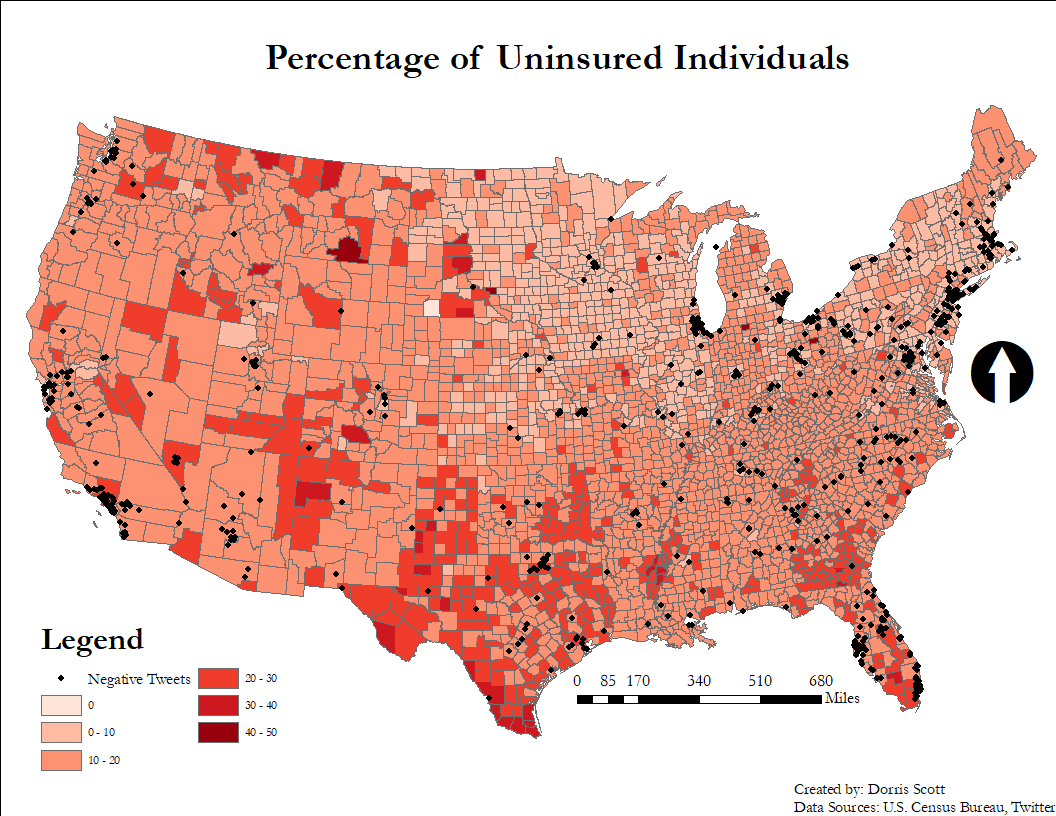 Percentage of Uninsured Individuals
Legend
Negative Tweets
0
0 - 10
10 - 20
20 - 30
30 - 40
40 - 50
0 85 170 340 510 680
Miles
Created by: Dorris Scott
Data Sources: U.S. Census Bureau, Twitter